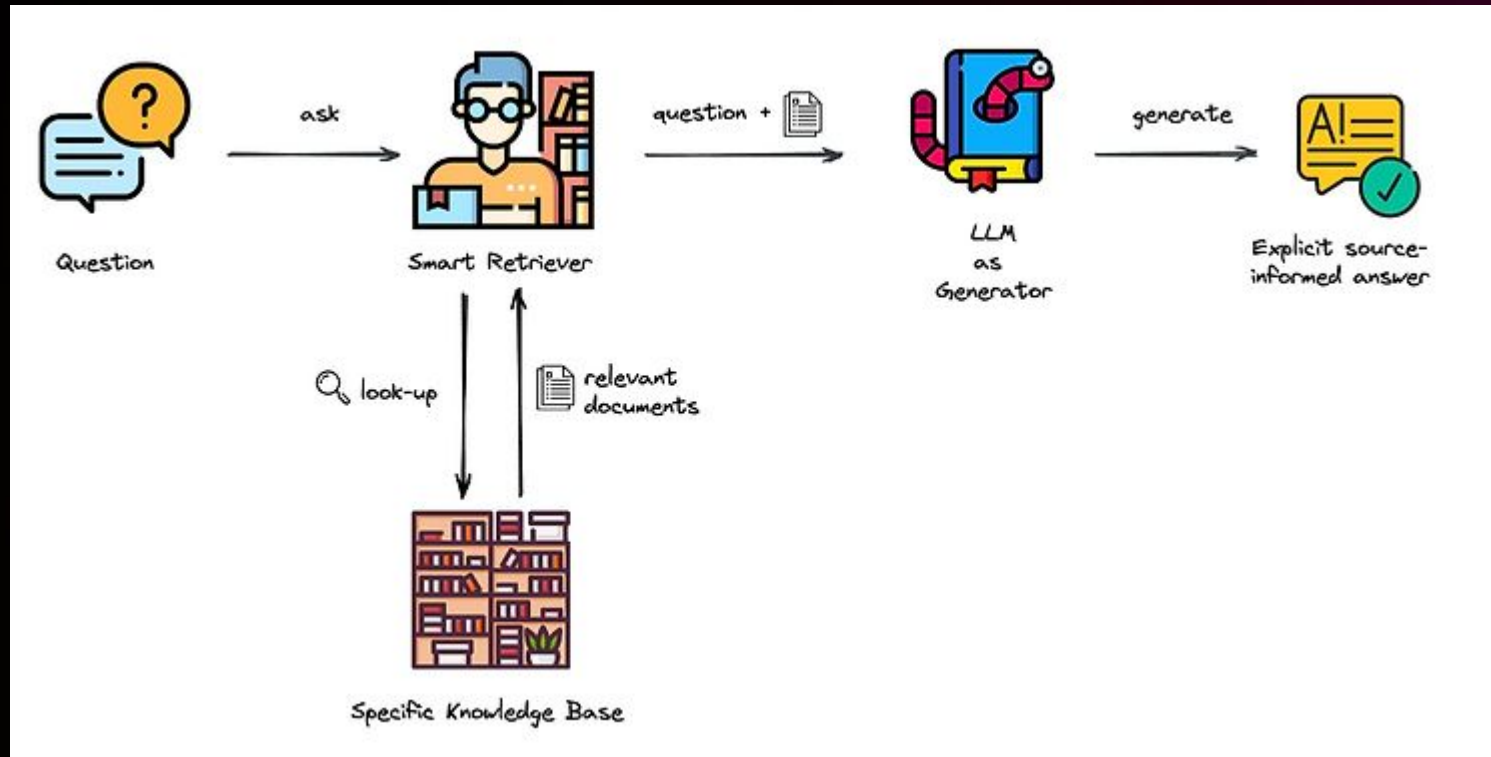 ?
ask
question +
A!
generate
Question
Smart Retriever
LLM
as
Generator
Explicit source-
informed answer
look-up
relevant
documents
Specific Knowledge Base